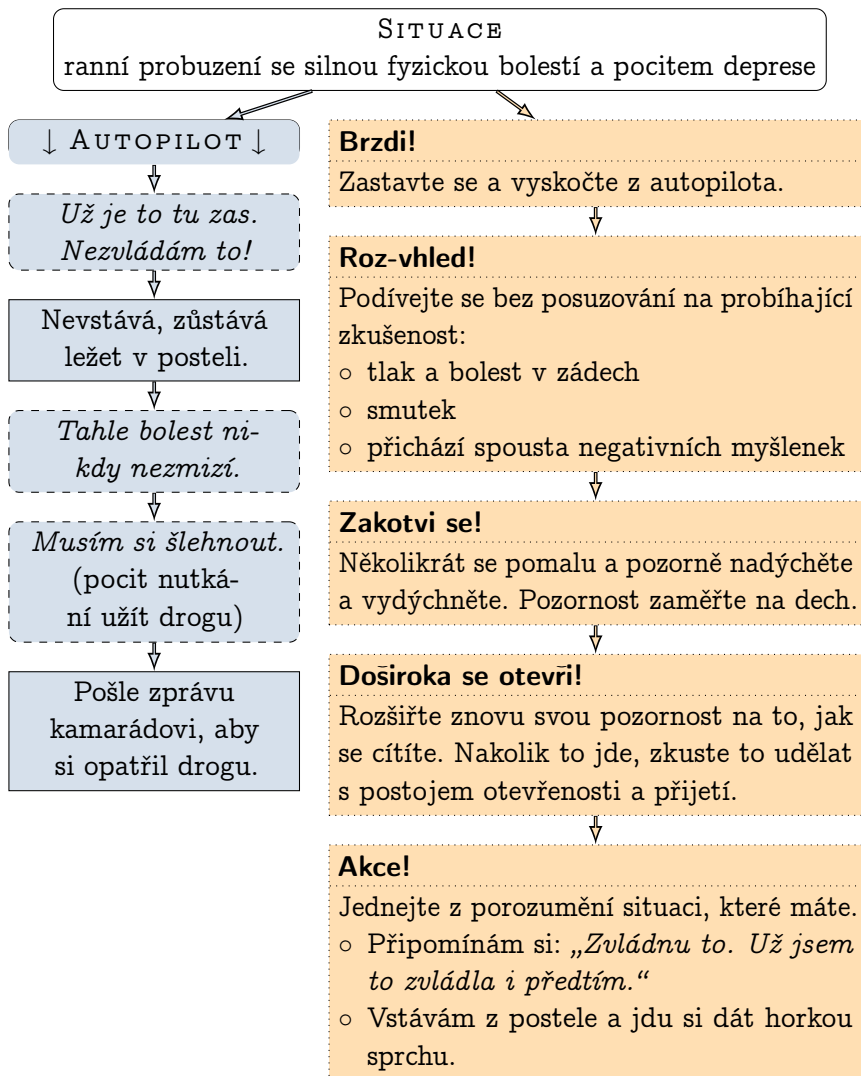 SITUACE
ranní probuzení se silnou fyzickou bolestí a pocitem deprese
↓ AUTOPILOT ↓
Už je to tu zas.
Nezvládám to!
Nevstává, zůstává
ležet v posteli.
Tahle bolest ni-
kdy nezmizí.
Musím si šlehnout.
(pocit nutká-
ní užít drogu)
Pošle zprávu
kamarádovi, aby
si opatřil drogu.
Brzdi!
Zastavte se a vyskočte z autopilota.
Roz-vhled!
Podívejte se bez posuzování na probíhající
zkušenost:
○ tlak a bolest v zádech
○ smutek
○ přichází spousta negativních myšlenek
Zakotvi se!
Několikrát se pomalu a pozorně nadýchěte
a vydýchněte. Pozornost zaměřte na dech.
Doširoka se otevři!
Rozšiřte znovu svou pozornost na to, jak
se cítíte. Nakolik to jde, zkuste to udělat
s postojem otevřenosti a přijetí.
Akce!
Jednejte z porozumění situaci, které máte.
○ Připomínám si: „Zvládnu to. Už jsem
to zvládla i předtím.“
○ Vstávám z postele a jdu si dát horkou
sprchu.